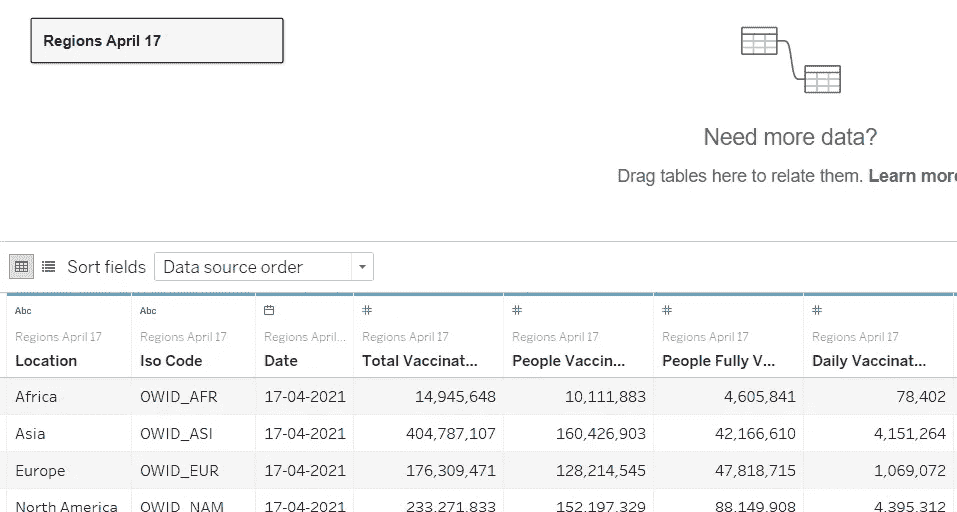 Regions April 17
Need more data?
Drag tables here to relate them. Learn more
Sort fields Data source order
Abc Abc # # # #
Regions April 17 Regions April 17 Regions April... Regions April 17 Regions April 17 Regions April 17 Regions April 17
Location Iso Code Date Total Vaccinat... People Vaccin... People Fully V... Daily Vaccinat...
Africa OWID_AFR 17-04-2021 14,945,648 10,111,883 4,605,841 78,402
Asia OWID_ASI 17-04-2021 404,787,107 160,426,903 42,166,610 4,151,264
Europe OWID_EUR 17-04-2021 176,309,471 128,214,545 47,818,715 1,069,072
North America OWID_NAM 17-04-2021 233,271,833 152,197,329 88,149,908 4,395,312